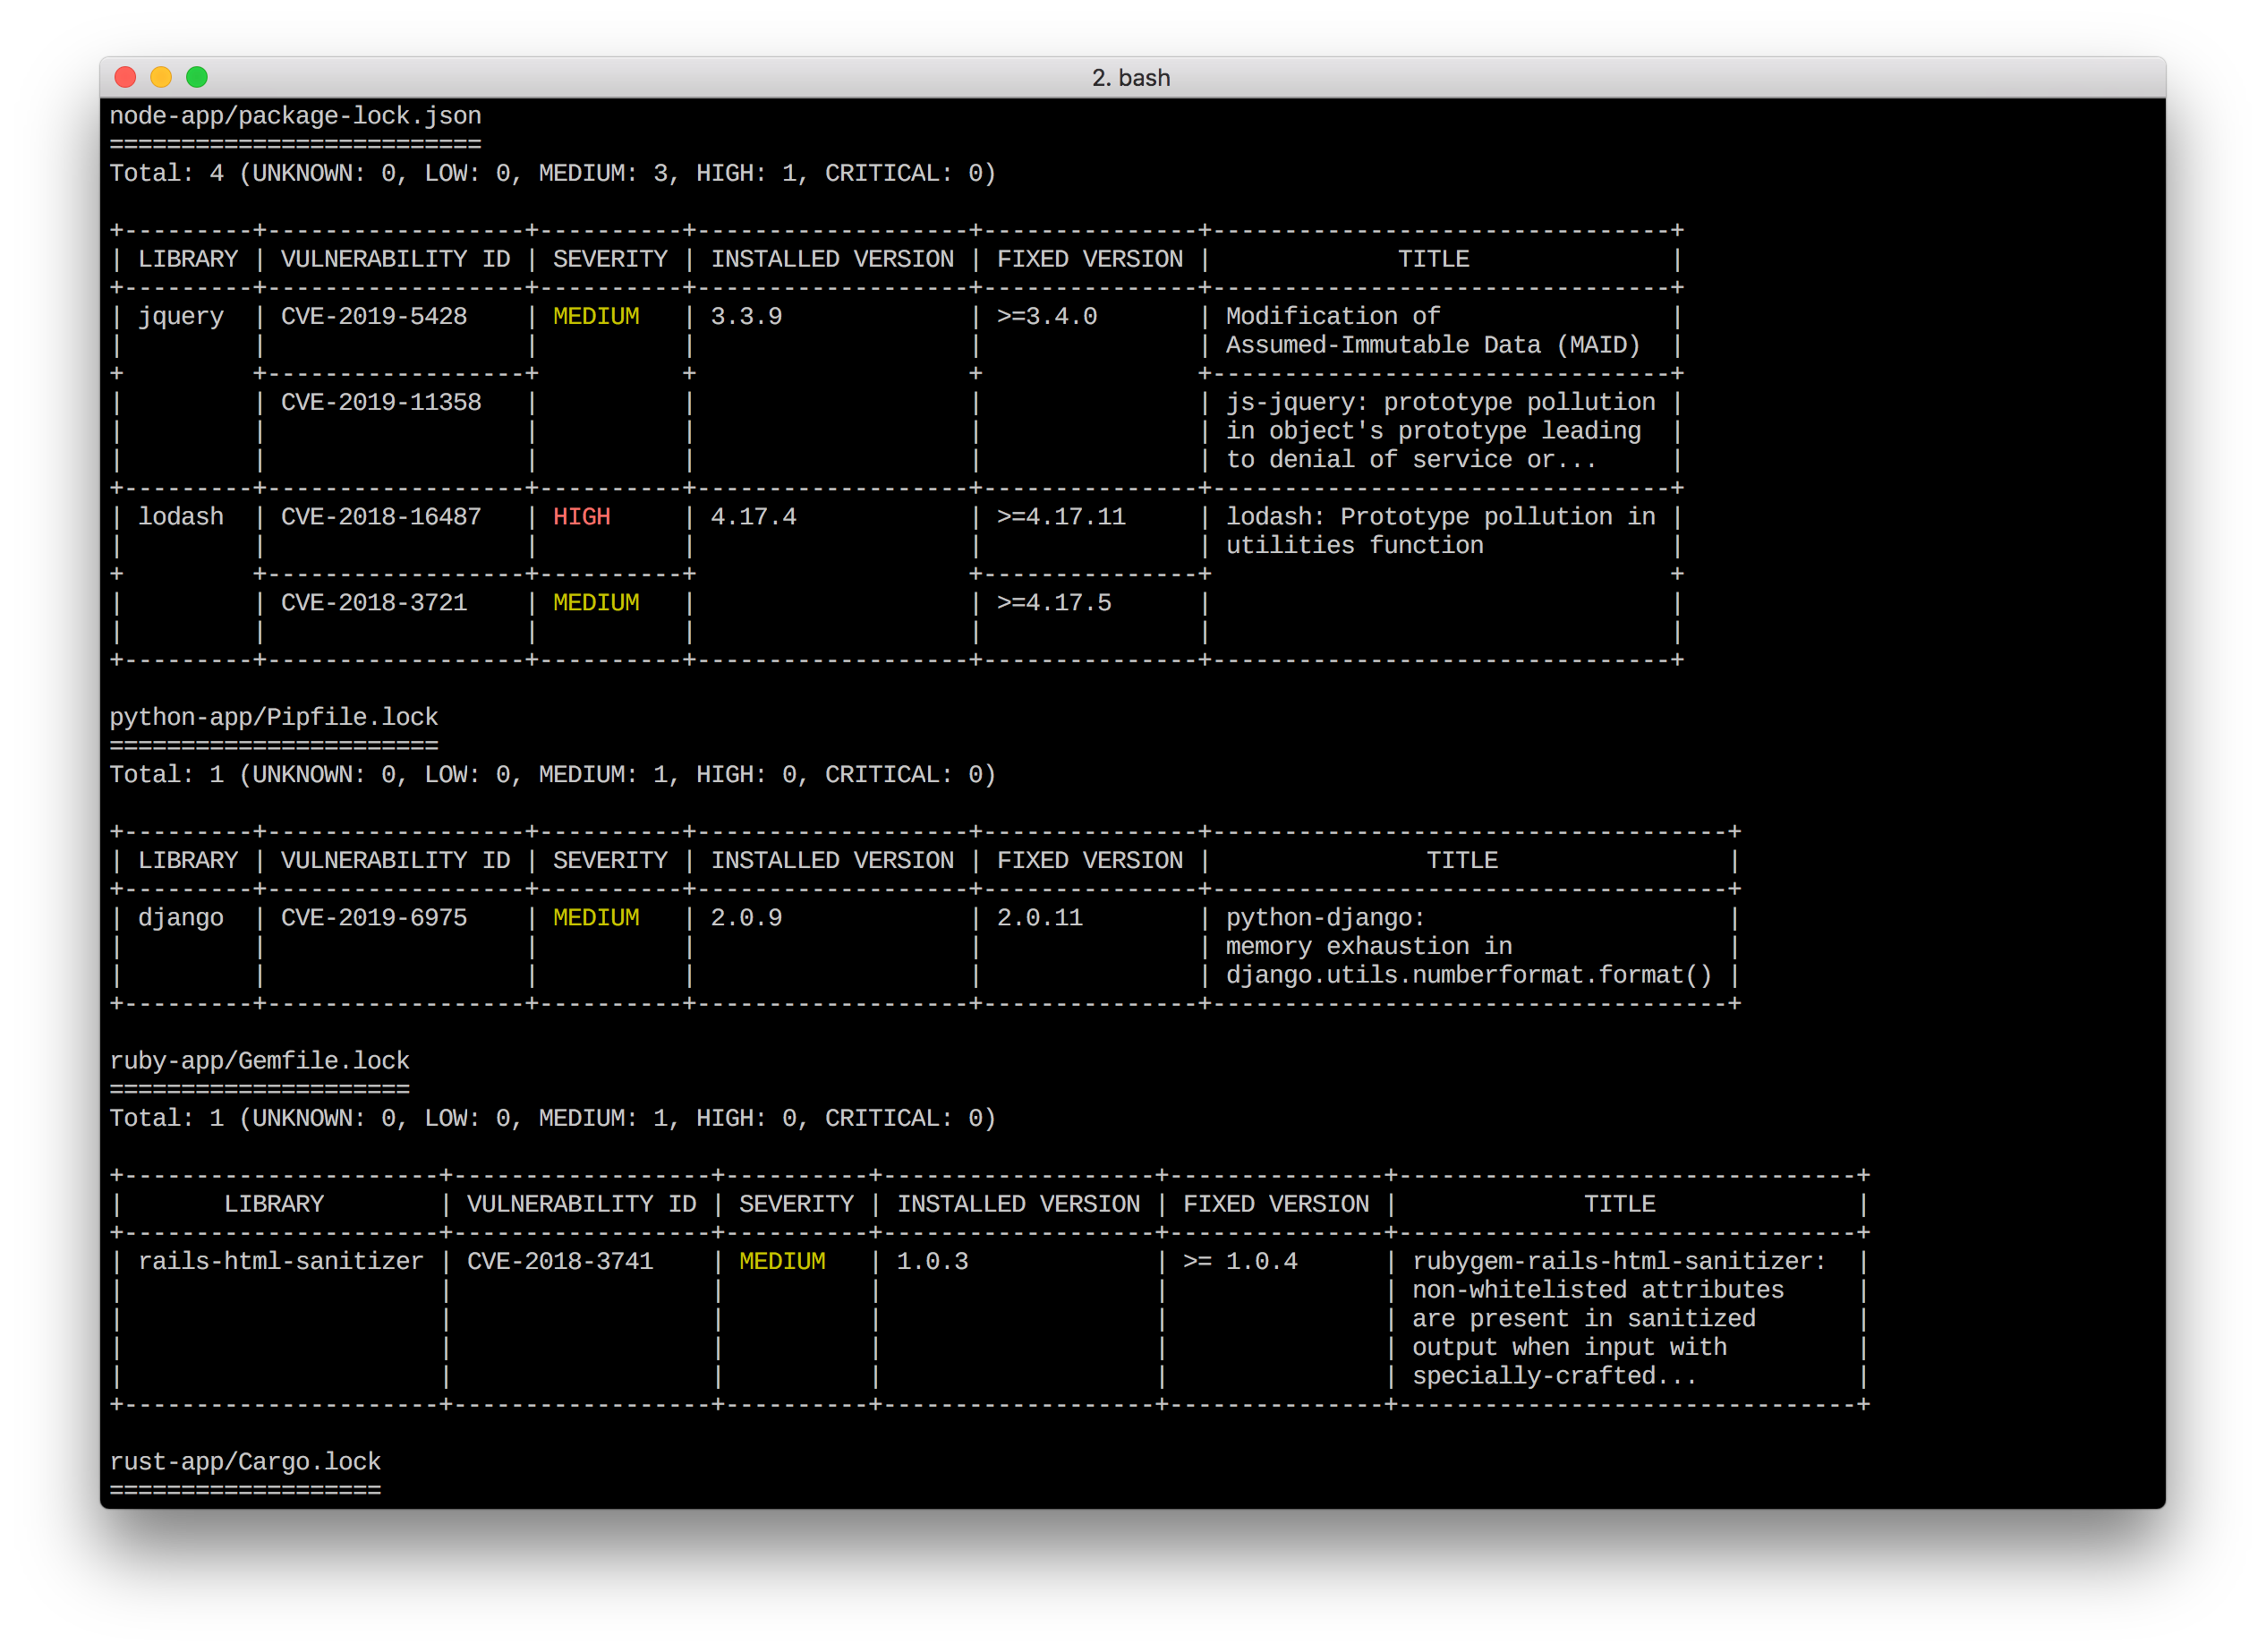 2. bash
node-app/package-lock.json
==========================
Total: 4 (UNKNOWN: 0, LOW: 0, MEDIUM: 3, HIGH: 1, CRITICAL: 0)

+---------+------------------+----------+-------------------+---------------+--------------------------------+
| LIBRARY | VULNERABILITY ID | SEVERITY | INSTALLED VERSION | FIXED VERSION |             TITLE              |
+---------+------------------+----------+-------------------+---------------+--------------------------------+
| jquery  | CVE-2019-5428    | MEDIUM   | 3.3.9             | >=3.4.0       | Modification of                |
|         |                  |          |                   |               | Assumed-Immutable Data (MAID)  |
+         +------------------+          +                   +               +--------------------------------+
|         | CVE-2019-11358   |          |                   |               | js-jquery: prototype pollution |
|         |                  |          |                   |               | in object's prototype leading  |
|         |                  |          |                   |               | to denial of service or...     |
+---------+------------------+----------+-------------------+---------------+--------------------------------+
| lodash  | CVE-2018-16487   | HIGH     | 4.17.4            | >=4.17.11     | lodash: Prototype pollution in |
|         |                  |          |                   |               | utilities function             |
+         +------------------+----------+                   +---------------+                                +
|         | CVE-2018-3721    | MEDIUM   |                   | >=4.17.5      |                                |
|         |                  |          |                   |               |                                |
+---------+------------------+----------+-------------------+---------------+--------------------------------+

python-app/Pipfile.lock
=======================
Total: 1 (UNKNOWN: 0, LOW: 0, MEDIUM: 1, HIGH: 0, CRITICAL: 0)

+---------+------------------+----------+-------------------+---------------+------------------------------------+
| LIBRARY | VULNERABILITY ID | SEVERITY | INSTALLED VERSION | FIXED VERSION |               TITLE                |
+---------+------------------+----------+-------------------+---------------+------------------------------------+
| django  | CVE-2019-6975    | MEDIUM   | 2.0.9             | 2.0.11        | python-django:                     |
|         |                  |          |                   |               | memory exhaustion in               |
|         |                  |          |                   |               | django.utils.numberformat.format() |
+---------+------------------+----------+-------------------+---------------+------------------------------------+

ruby-app/Gemfile.lock
=====================
Total: 1 (UNKNOWN: 0, LOW: 0, MEDIUM: 1, HIGH: 0, CRITICAL: 0)

+----------------------+------------------+----------+-------------------+---------------+--------------------------------+
|       LIBRARY        | VULNERABILITY ID | SEVERITY | INSTALLED VERSION | FIXED VERSION |             TITLE              |
+----------------------+------------------+----------+-------------------+---------------+--------------------------------+
| rails-html-sanitizer | CVE-2018-3741    | MEDIUM   | 1.0.3             | >= 1.0.4      | rubygem-rails-html-sanitizer:  |
|                      |                  |          |                   |               | non-whitelisted attributes     |
|                      |                  |          |                   |               | are present in sanitized       |
|                      |                  |          |                   |               | output when input with         |
|                      |                  |          |                   |               | specially-crafted...           |
+----------------------+------------------+----------+-------------------+---------------+--------------------------------+

rust-app/Cargo.lock
===================